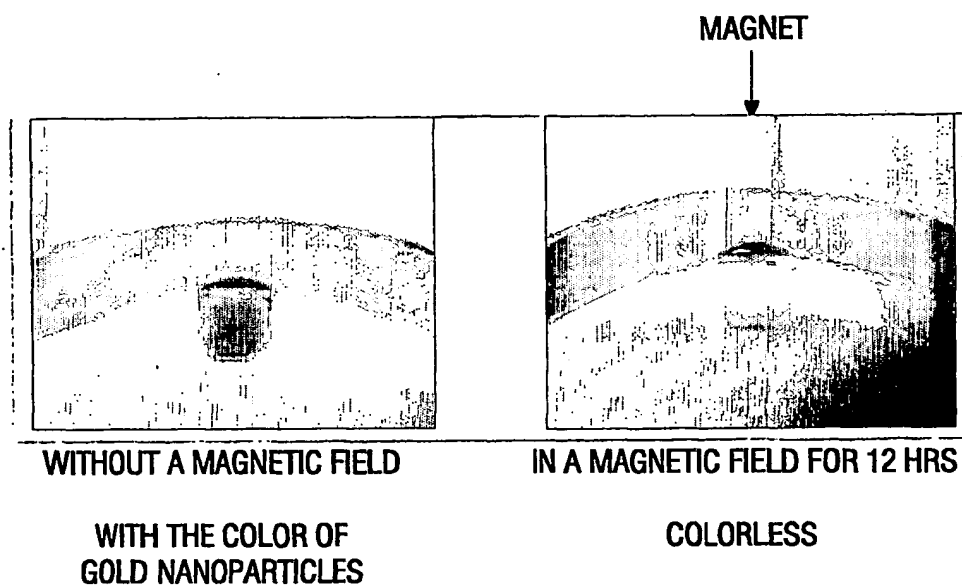 MAGNET
WITHOUT A MAGNETIC FIELD
IN A MAGNETIC FIELD FOR 12 HRS
WITH THE COLOR OF
GOLD NANOPARTICLES
COLORLESS